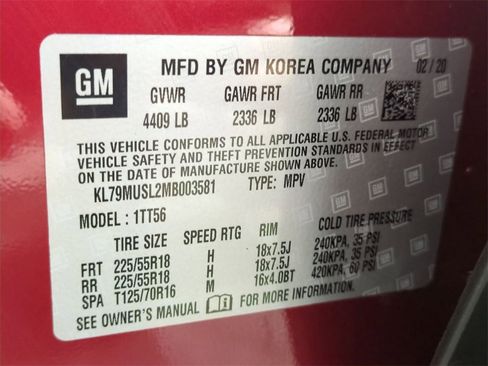 GM MFD BY GM KOREA COMPANY 02/20
GVWR GAWR FRT GAWR RR
4409 LB 2336 LB 2336 LB
THIS VEHICLE CONFORMS TO ALL APPLICABLE U.S. FEDERAL MOTOR
VEHICLE SAFETY AND THEFT PREVENTION STANDARDS IN EFFECT
ON THE DATE OF MANUFACTURE SHOWN ABOVE.
KL79MUSL2MB003581 TYPE: MPV
MODEL : 1TT56
TIRE SIZE SPEED RTG RIM COLD TIRE PRESSURE
FRT 225/55R18 H 18x7.5J 240KPA, 35 PSI
RR 225/55R18 H 18x7.5J 240KPA, 35 PSI
SPA T125/70R16 M 16x4.0BT 420KPA, 60 PSI
SEE OWNER'S MANUAL FOR MORE INFORMATION.